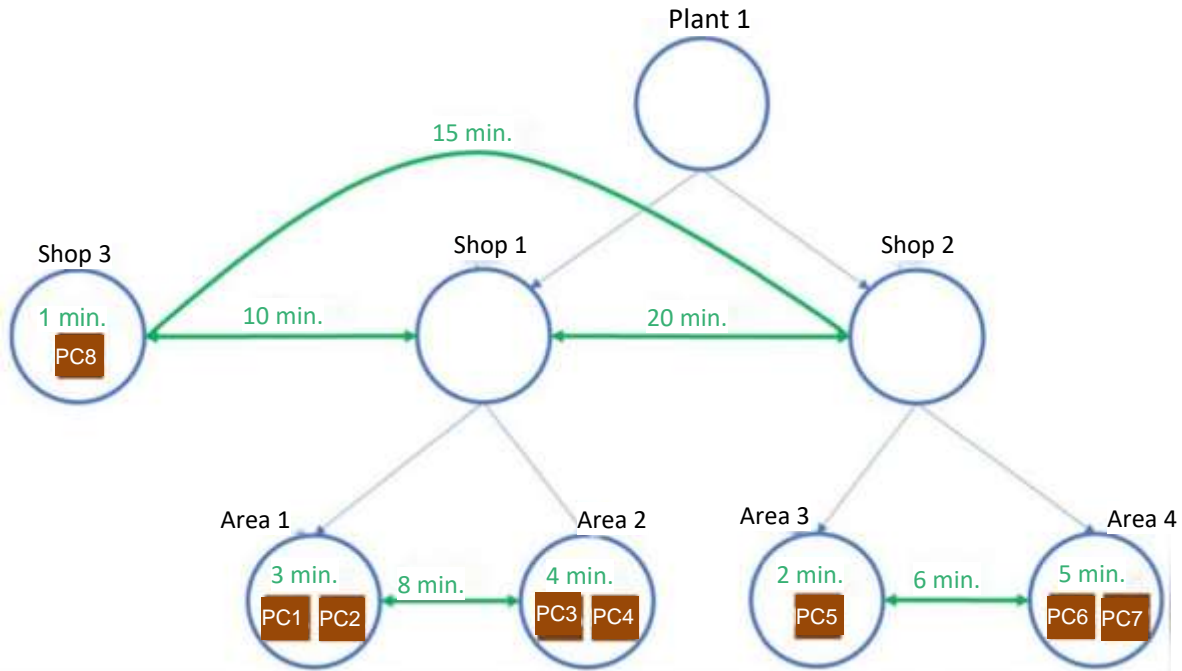 Plant 1
15 min.
Shop 3
Shop 1
Shop 2
1 min.
10 min.
20 min.
PC8
Area 1
Area 2
Area 3
Area 4
3 min.
8 min.
4 min.
2 min.
6 min.
5 min.
PC1
PC2
PC3
PC4
PC5
PC6
PC7